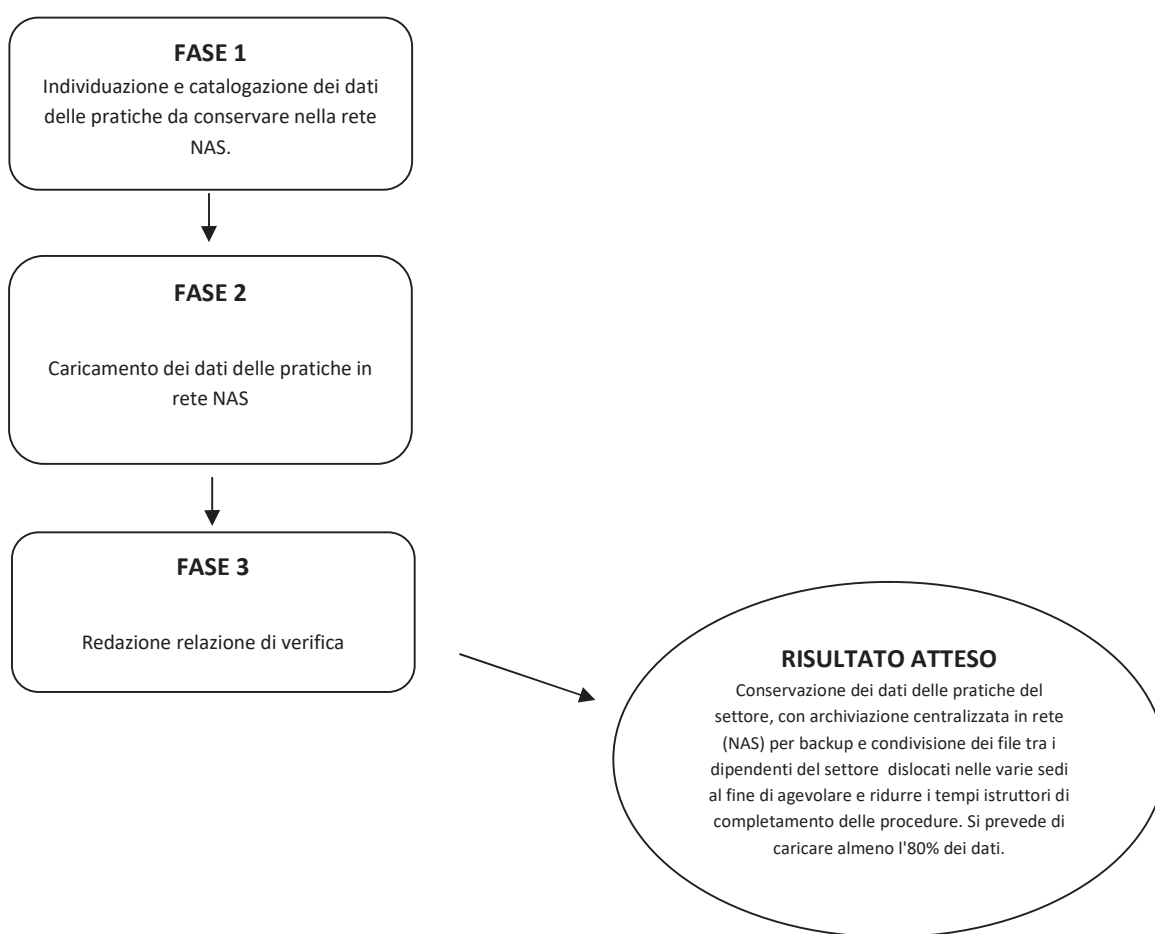 FASE 1
Individuazione e catalogazione dei dati
delle pratiche da conservare nella rete
NAS.
FASE 2
Caricamento dei dati delle pratiche in
rete NAS
FASE 3
Redazione relazione di verifica
RISULTATO ATTESO
Conservazione dei dati delle pratiche del
settore, con archiviazione centralizzata in rete
(NAS) per backup e condivisione dei file tra i
dipendenti del settore dislocati nelle varie sedi
al fine di agevolare e ridurre i tempi istruttori di
completamento delle procedure. Si prevede di
caricare almeno l'80% dei dati.